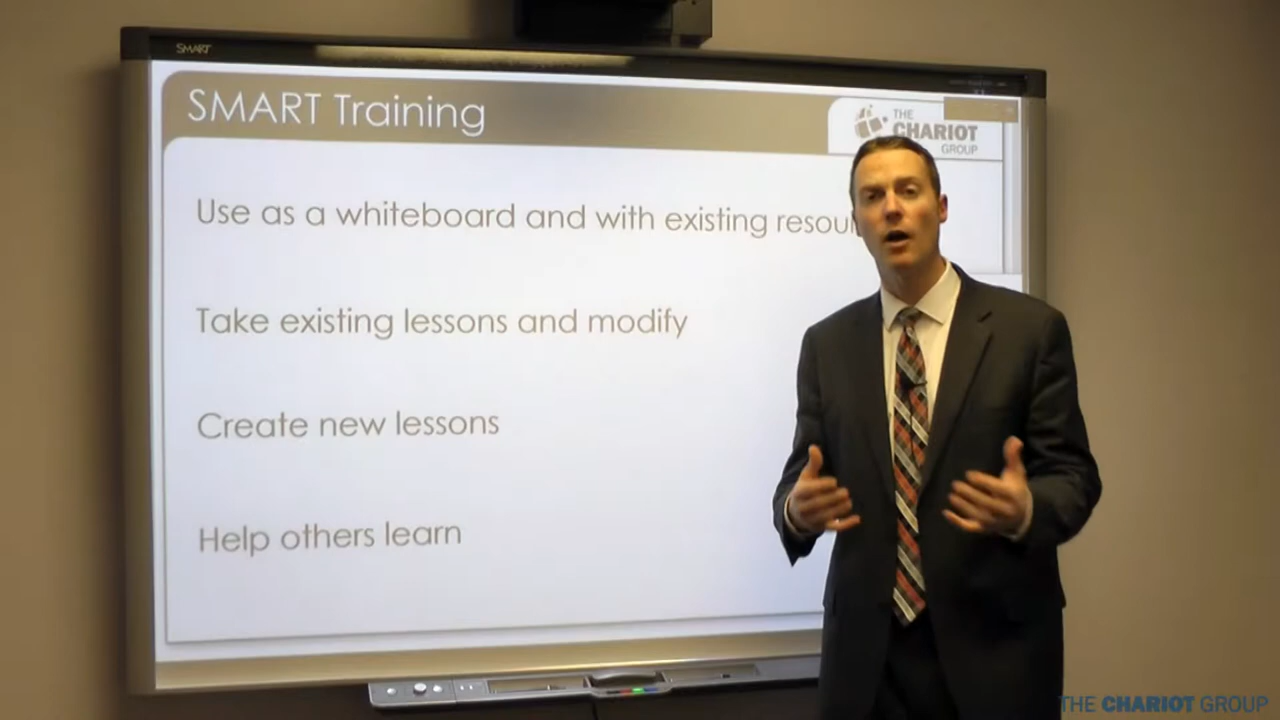 SMART
SMART Training
THE
CHARIOT
GROUP
Use as a whiteboard and with existing
Take existing lessons and modify
Create new lessons
Help others learn
THE CHARIOT GROUP